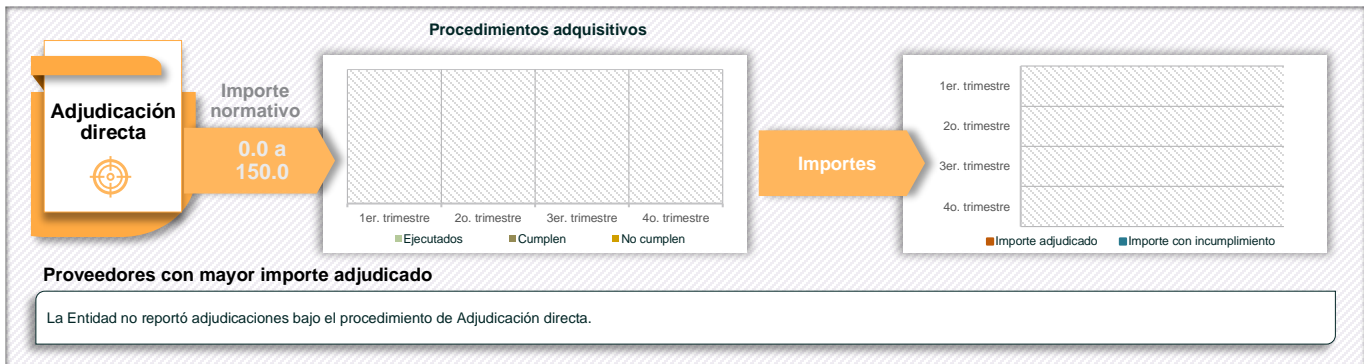 Procedimientos adquisitivos
Adjudicación
directa
Importe
normativo
0.0 a
150.0
1er. trimestre
2o. trimestre
3er. trimestre
4o. trimestre
Ejecutados
Cumplen
No cumplen
Importes
1er. trimestre
2o. trimestre
3er. trimestre
4o. trimestre
Importe adjudicado
Importe con incumplimiento
Proveedores con mayor importe adjudicado
La Entidad no reportó adjudicaciones bajo el procedimiento de Adjudicación directa.